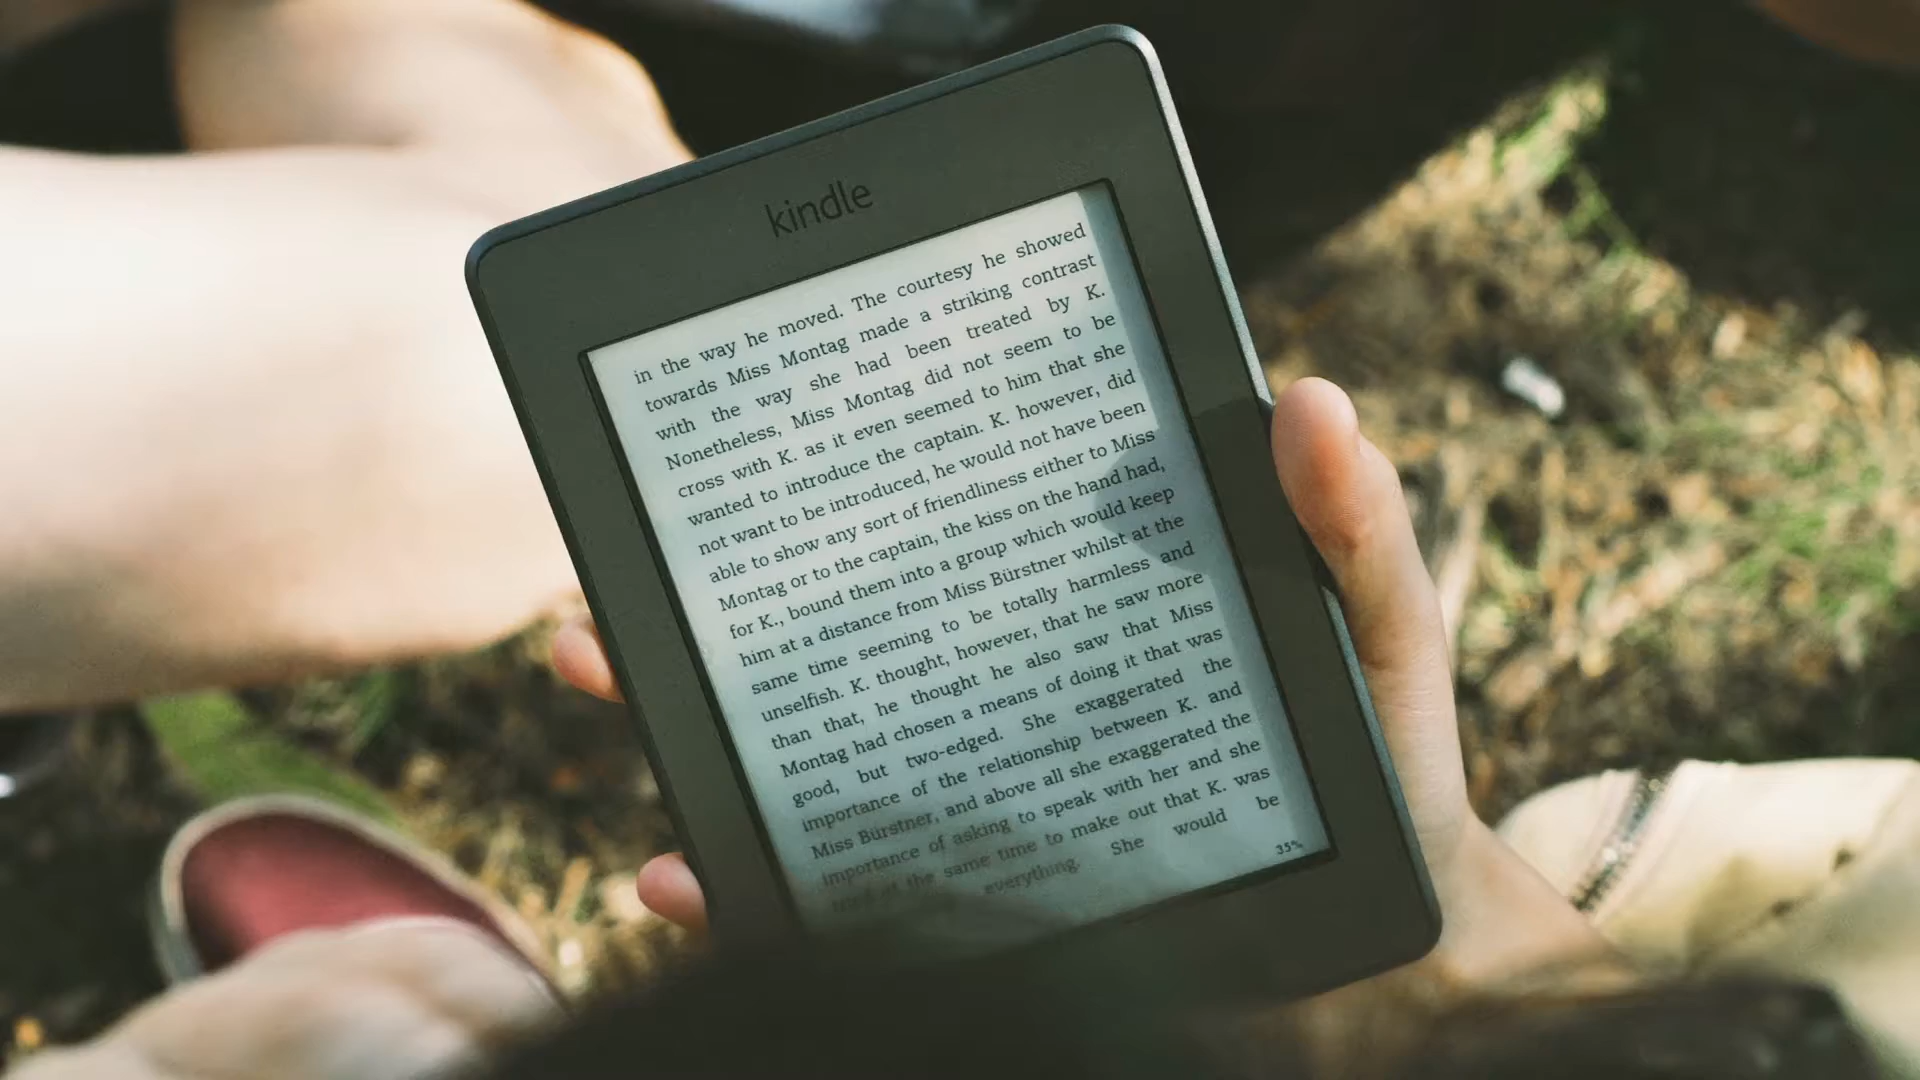 kindle
in the way he moved. The courtesy he showed
towards Miss Montag made a striking contrast
with the way she had been treated by K.
Nonetheless, Miss Montag did not seem to be
cross with K. as it even seemed to him that she
wanted to introduce the captain. K. however, did
not want to be introduced, he would not have been
able to show any sort of friendliness either to Miss
Montag or to the captain, the kiss on the hand had,
for K., bound them into a group which would keep
him at a distance from Miss Bürstner whilst at the
same time seeming to be totally harmless and
unselfish. K. thought, however, that he saw more
than that, he thought he also saw that Miss
Montag had chosen a means of doing it that was
good, but two-edged. She exaggerated the
importance of the relationship between K. and
Miss Bürstner, and above all she exaggerated the
importance of asking to speak with her and she
at the same time to make out that K. was
everything. She would be
35%